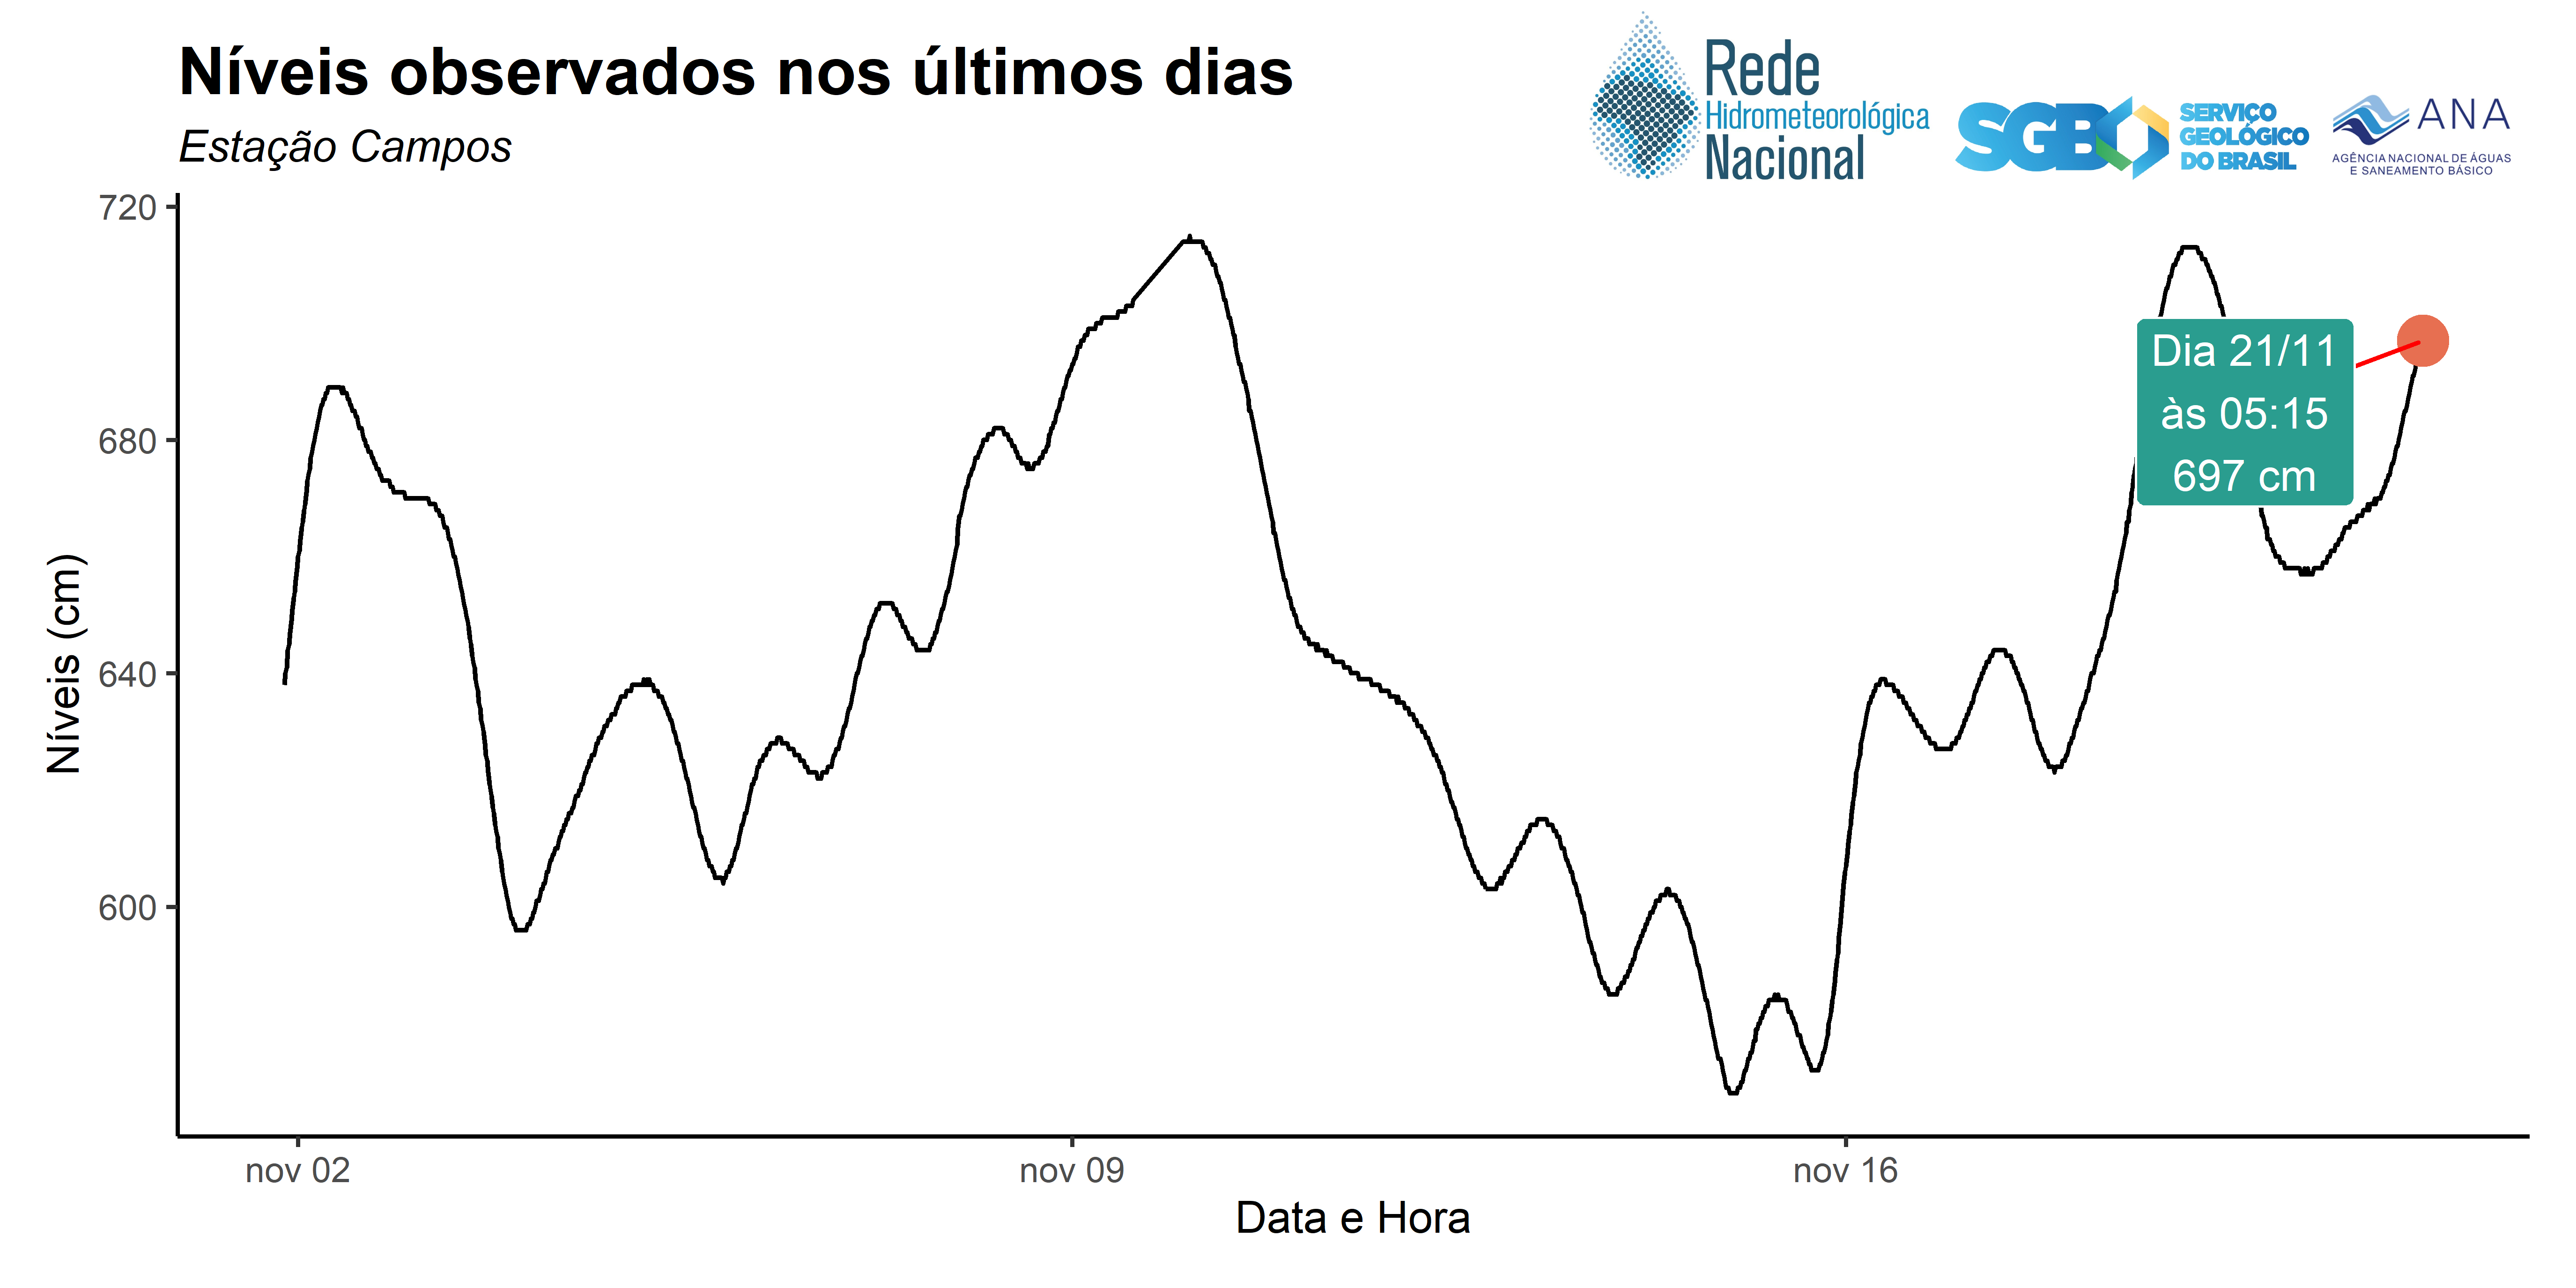 Níveis observados nos últimos dias
Estação Campos
Rede
Hidrometeorológica
Nacional
SGB
SERVIÇO
GEOLÓGICO
DO BRASIL
ANA
AGÊNCIA NACIONAL DE ÁGUAS
E SANEAMENTO BÁSICO
720
680
640
600
Níveis (cm)
Dia 21/11
às 05:15
697 cm
nov 02
nov 09
nov 16
Data e Hora